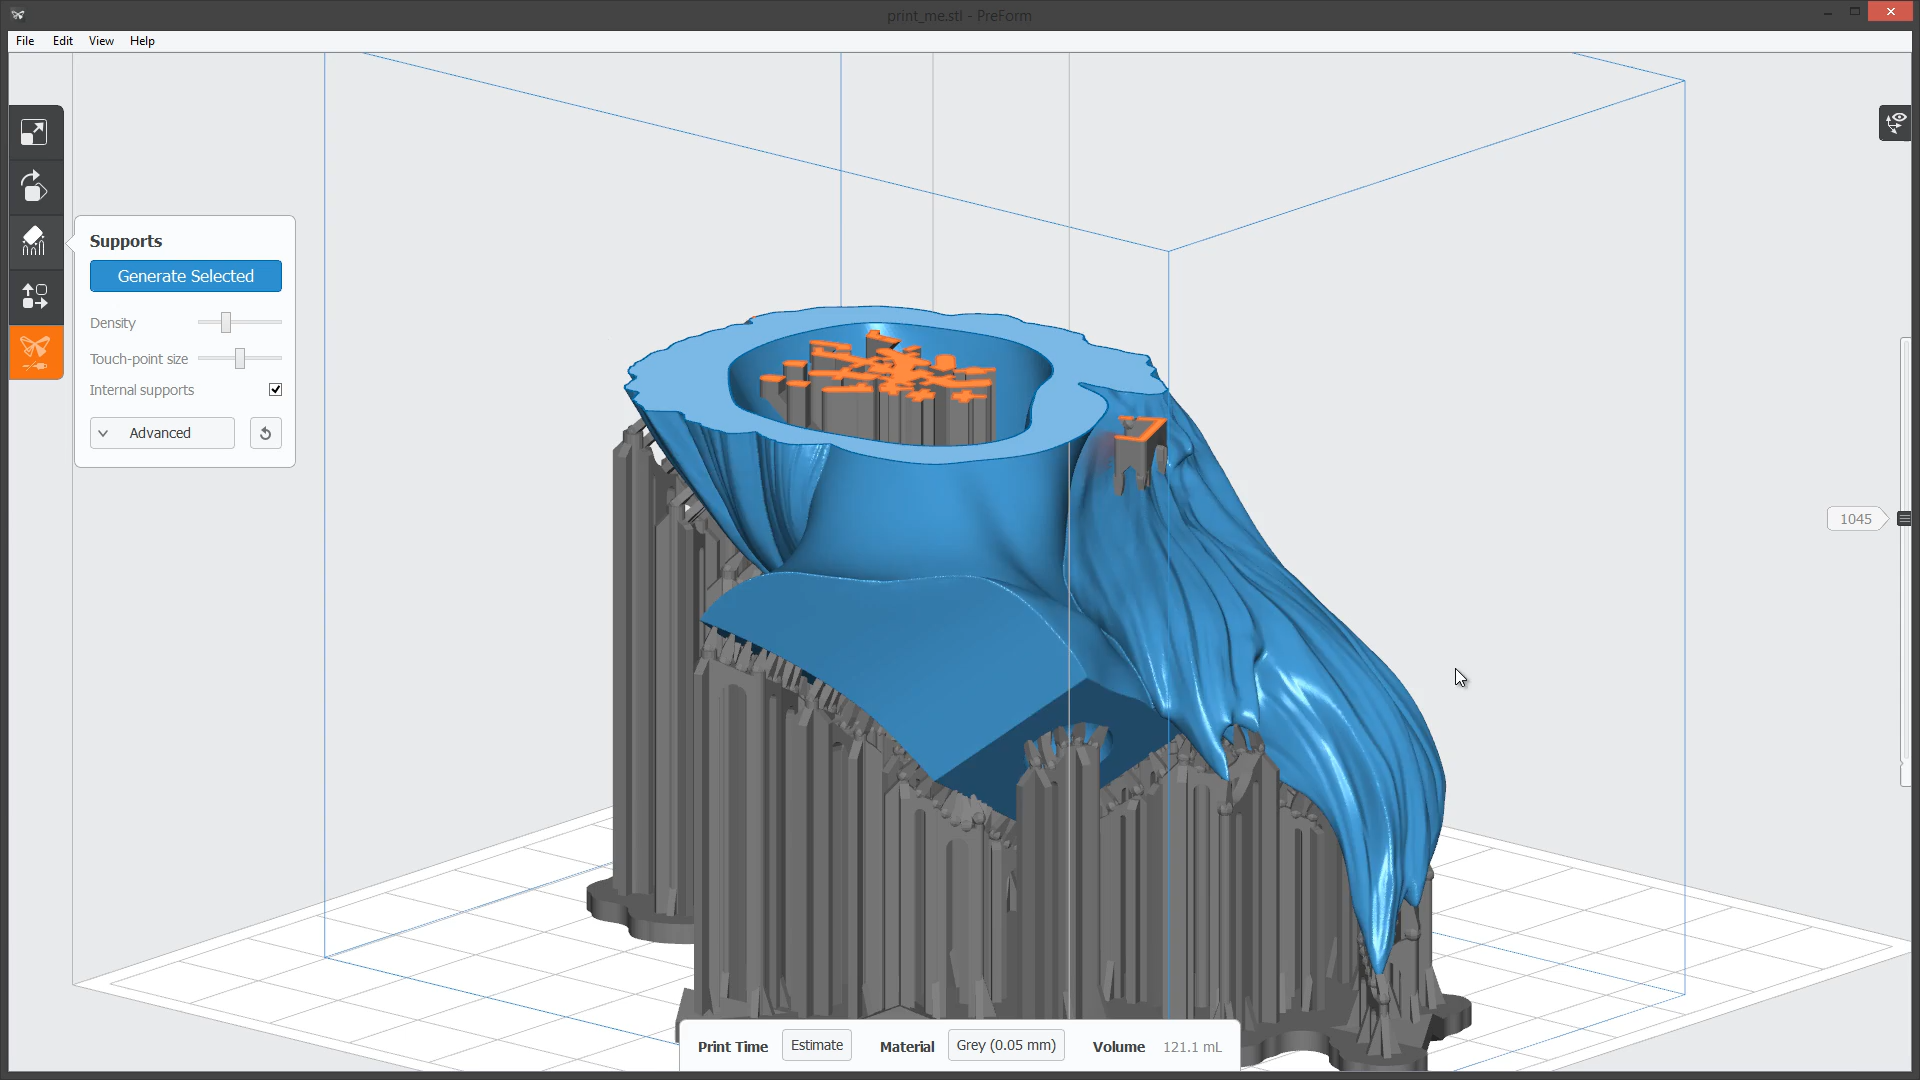 print_me.stl - PreForm
File Edit View Help
Supports
Generate Selected
Density
Touch-point size
Internal supports
Advanced
1045
Print Time Estimate Material Grey (0.05 mm) Volume 121.1 mL